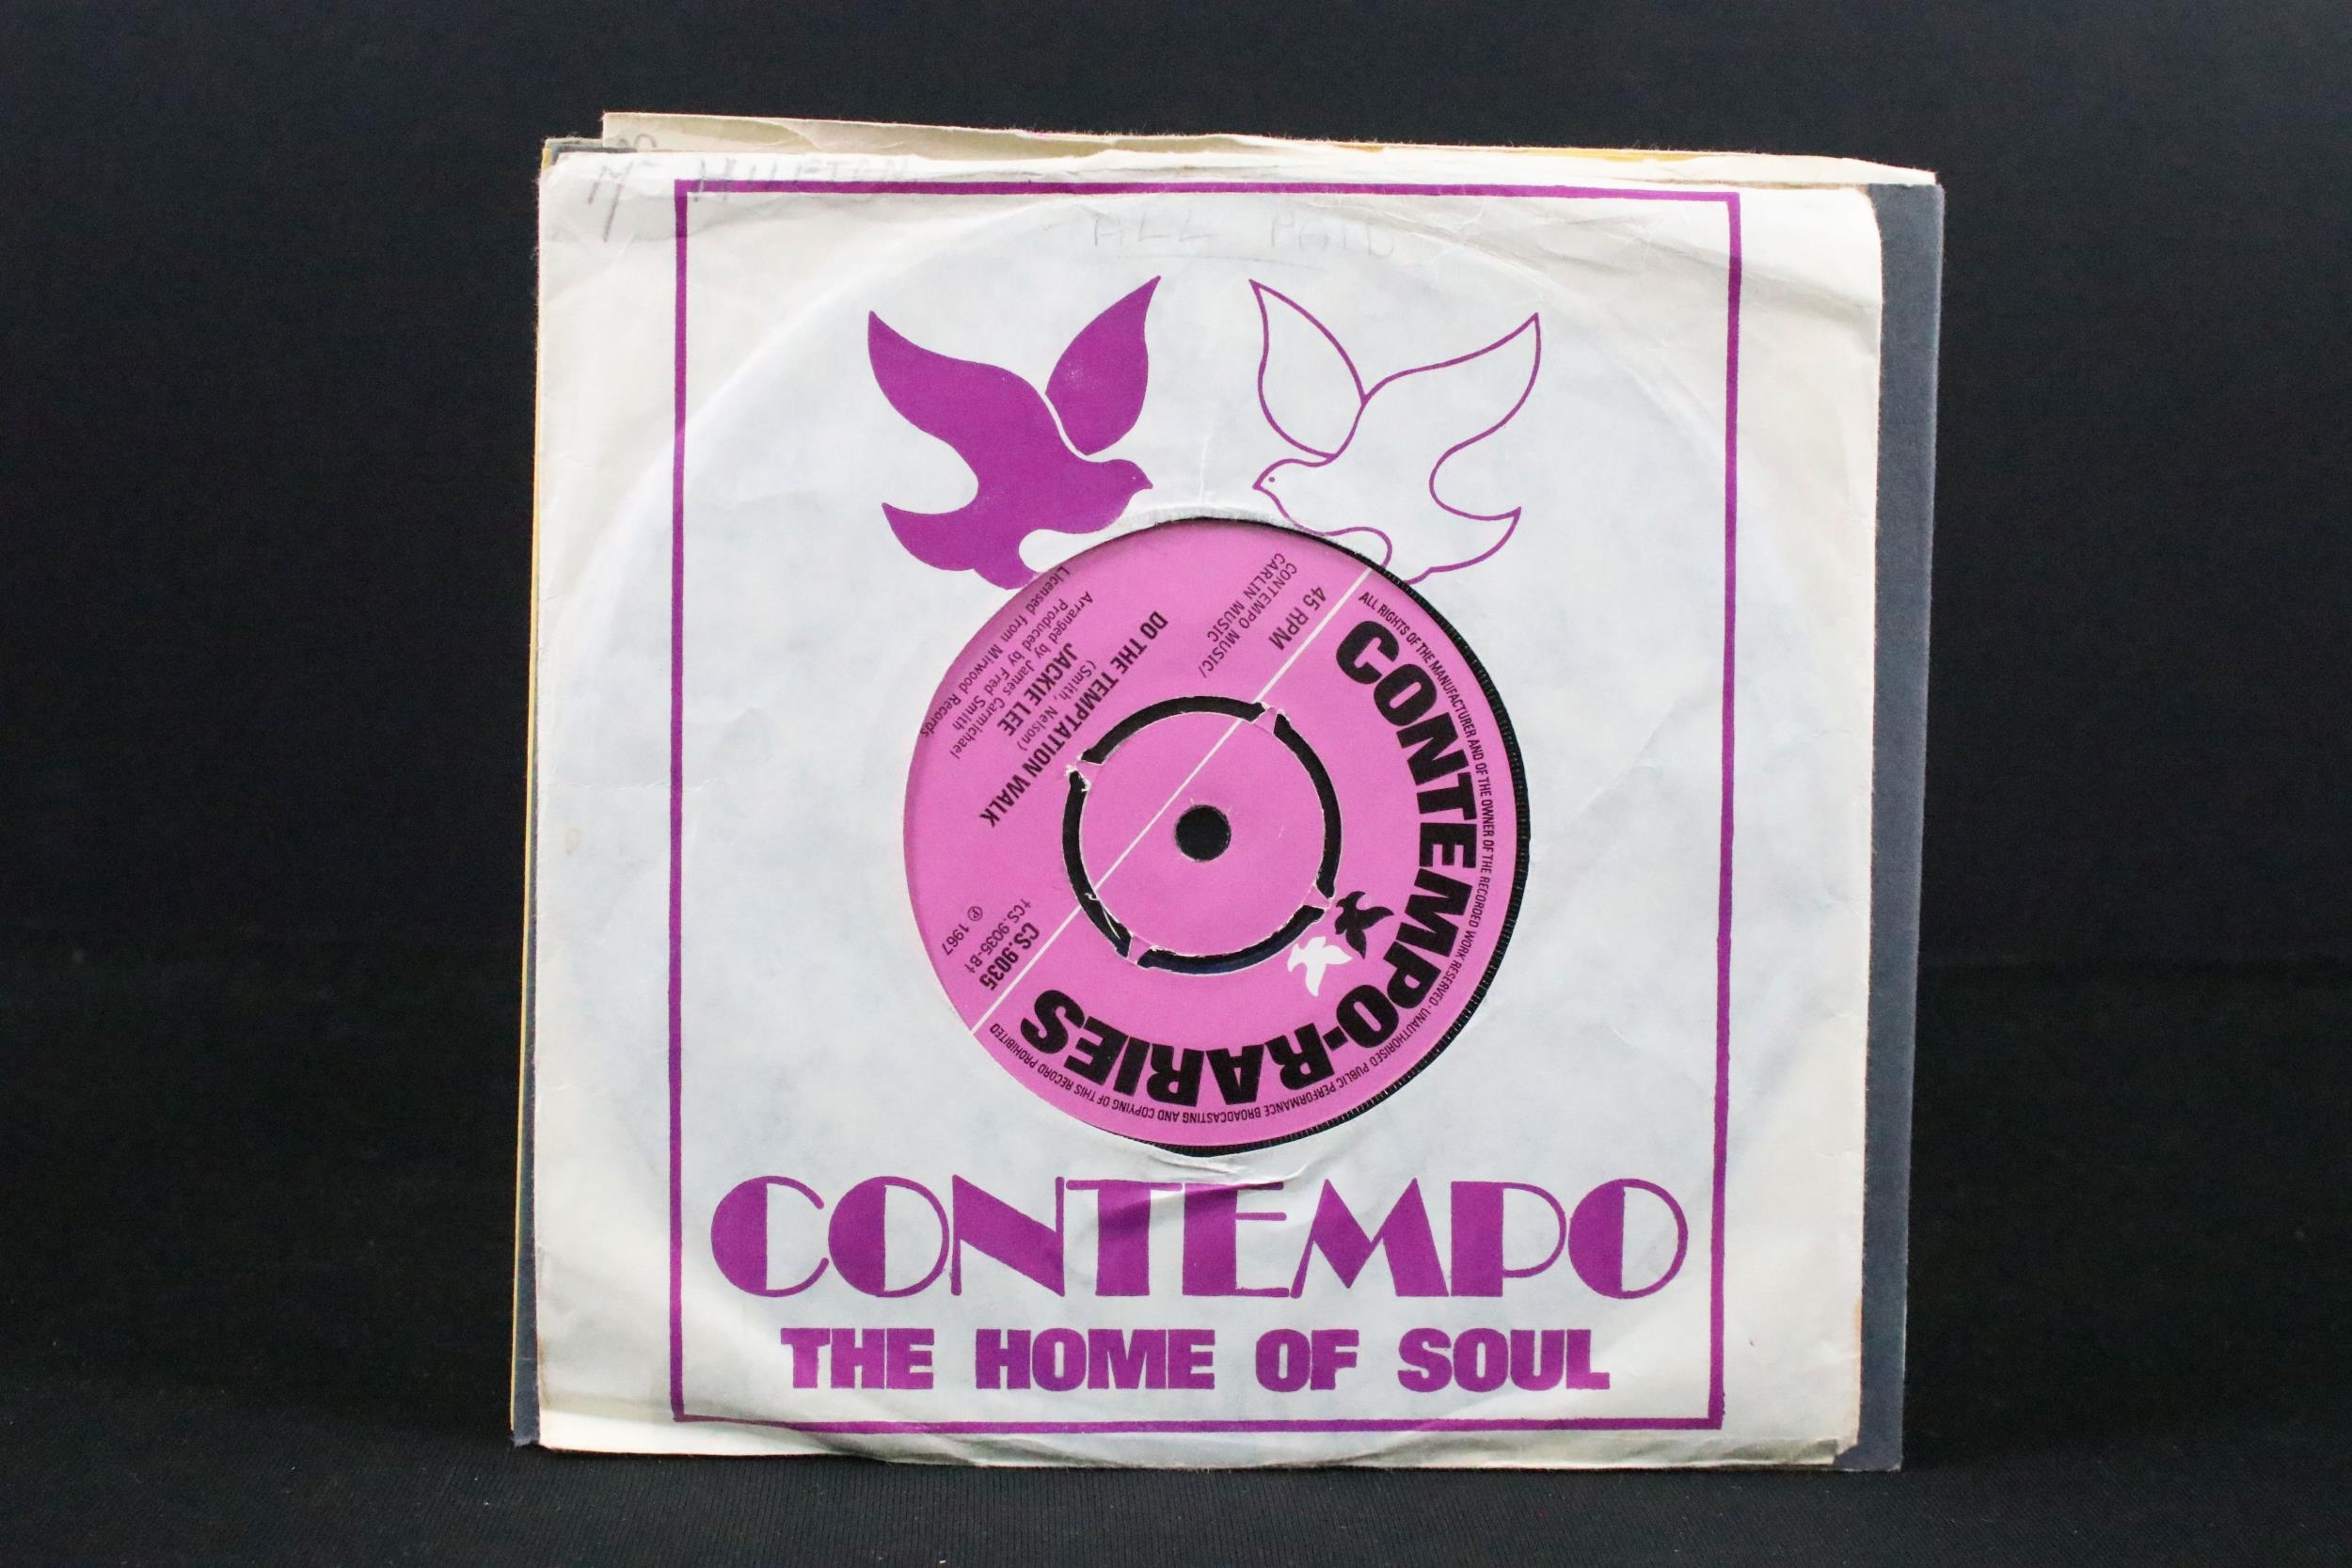 ALL PAID
CONTEMPO-RARIES
ALL RIGHTS OF THE MANUFACTURER AND OF THE OWNER OF THE RECORDED WORK RESERVED · UNAUTHORISED PUBLIC PERFORMANCE BROADCASTING AND COPYING OF THIS RECORD PROHIBITED
45 RPM
CONTEMPO MUSIC/
CARLIN MUSIC
CS.9035
†CS.9035-B†
℗ 1967
DO THE TEMPTATION WALK
(Smith, Nelson)
JACKIE LEE
Arranged by James Carmichael
Produced by Fred Smith
Licensed from Mirwood Records
CONTEMPO
THE HOME OF SOUL